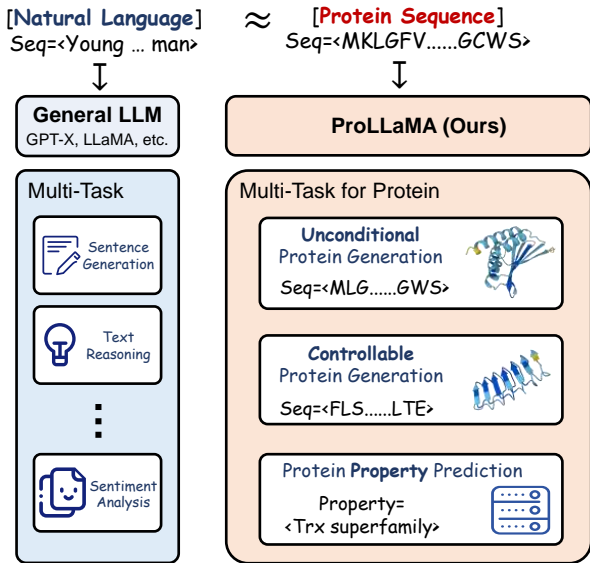 [Natural Language] ≈ [Protein Sequence]
Seq=<Young ... man> Seq=<MKLGFV......GCWS>
General LLM
GPT-X, LLaMA, etc.
ProLLaMA (Ours)
Multi-Task
Sentence
Generation
Text
Reasoning
Sentiment
Analysis
Multi-Task for Protein
Unconditional
Protein Generation
Seq=<MLG......GWS>
Controllable
Protein Generation
Seq=<FLS......LTE>
Protein Property Prediction
Property=
<Trx superfamily>